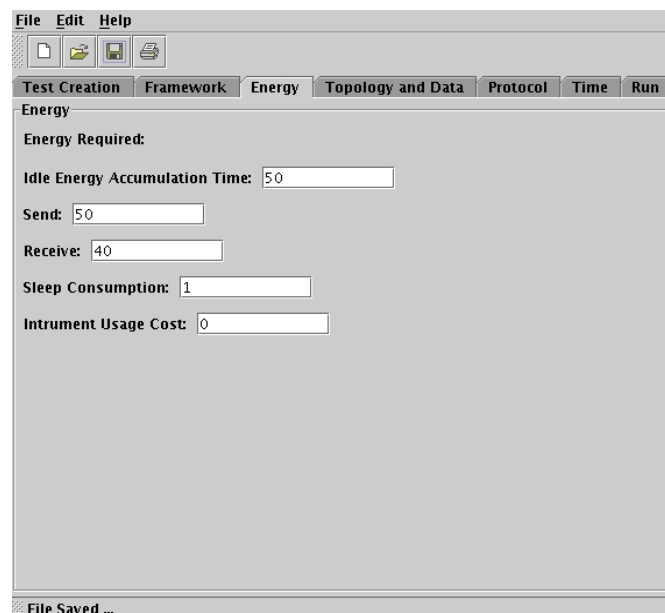 File Edit Help
Test Creation Framework Energy Topology and Data Protocol Time Run
Energy
Energy Required:
Idle Energy Accumulation Time: 50
Send: 50
Receive: 40
Sleep Consumption: 1
Intrument Usage Cost: 0
File Saved ...